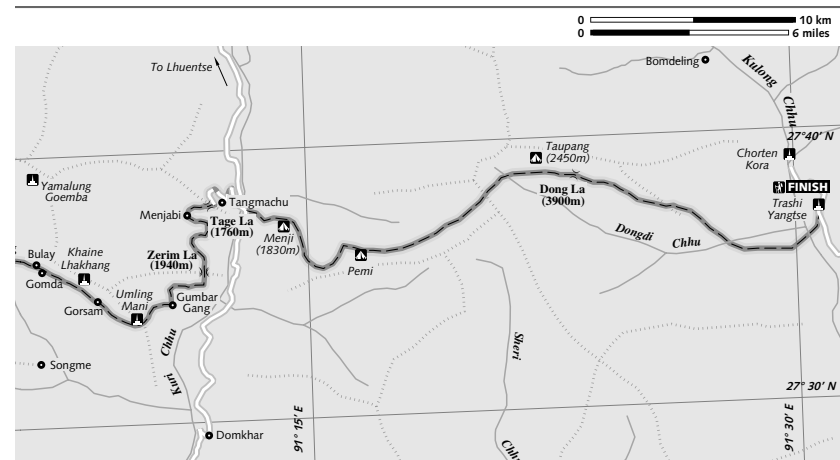 0 10 km
0 6 miles
To Lhuentse
Bomdeling
Kulong
Chhu
27°40' N
Taupang
(2450m)
Chorten
Kora
FINISH
Yamalung
Goemba
Tangmachu
Menjabi
Tage La
(1760m)
Dong La
(3900m)
Trashi
Yangtse
Menji
(1830m)
Dongdi
Chhu
Zerim La
(1940m)
Bulay
Khaine
Lhakhang
Pemi
Gomda
Umling
Mani
Gumbar
Gang
Gorsam
Kuri
Chhu
Sheri
Chhu
Songme
27°30' N
91°15' E
91°30' E
Domkhar